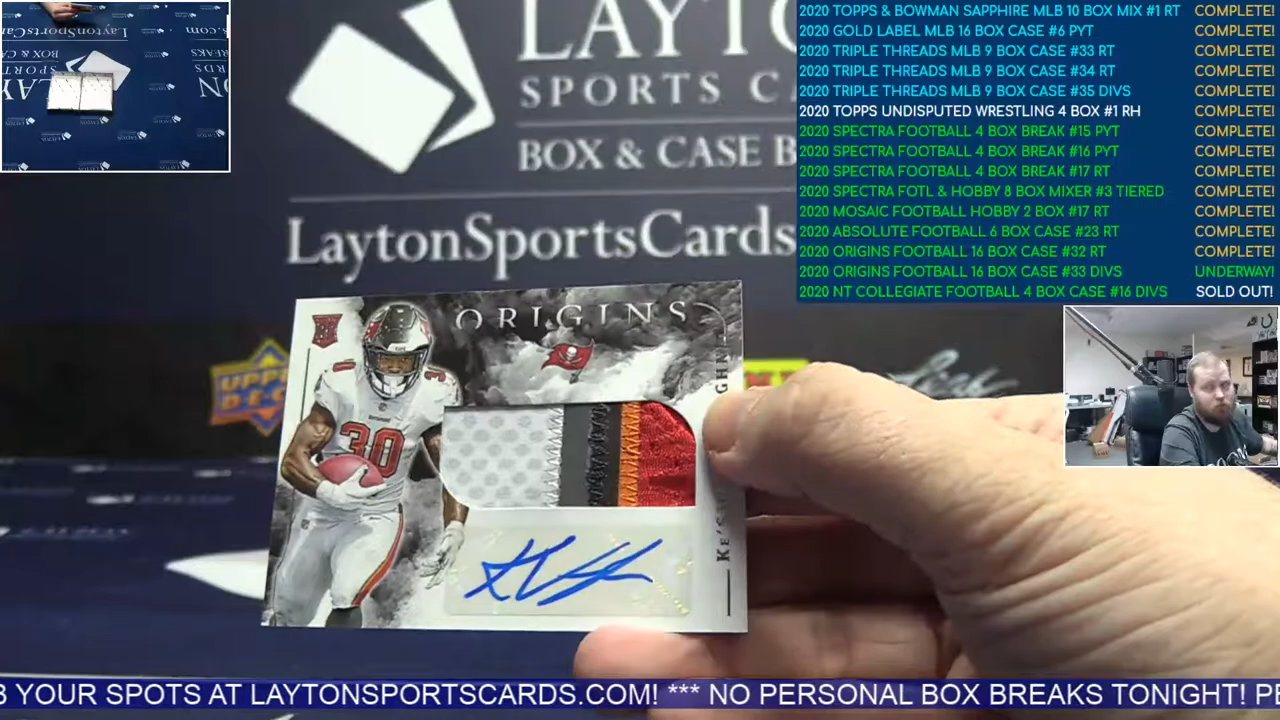 2020 TOPPS & BOWMAN SAPPHIRE MLB 10 BOX MIX #1 RT COMPLETE!
2020 GOLD LABEL MLB 16 BOX CASE #6 PYT COMPLETE!
2020 TRIPLE THREADS MLB 9 BOX CASE #33 RT COMPLETE!
2020 TRIPLE THREADS MLB 9 BOX CASE #34 RT COMPLETE!
2020 TRIPLE THREADS MLB 9 BOX CASE #35 DIVS COMPLETE!
2020 TOPPS UNDISPUTED WRESTLING 4 BOX #1 RH COMPLETE!
2020 SPECTRA FOOTBALL 4 BOX BREAK #15 PYT COMPLETE!
2020 SPECTRA FOOTBALL 4 BOX BREAK #16 PYT COMPLETE!
2020 SPECTRA FOOTBALL 4 BOX BREAK #17 RT COMPLETE!
2020 SPECTRA FOTL & HOBBY 8 BOX MIXER #3 TIERED COMPLETE!
2020 MOSAIC FOOTBALL HOBBY 2 BOX #17 RT COMPLETE!
2020 ABSOLUTE FOOTBALL 6 BOX CASE #23 RT COMPLETE!
2020 ORIGINS FOOTBALL 16 BOX CASE #32 RT COMPLETE!
2020 ORIGINS FOOTBALL 16 BOX CASE #33 DIVS UNDERWAY!
2020 NT COLLEGIATE FOOTBALL 4 BOX CASE #16 DIVS SOLD OUT!
LAYTO
SPORTS C
BOX & CASE B
LaytonSportsCards
UPPER DEC
Leaf
ORIGINS
30
30
KE'S
GHN
YOUR SPOTS AT LAYTONSPORTSCARDS.COM! *** NO PERSONAL BOX BREAKS TONIGHT! PE